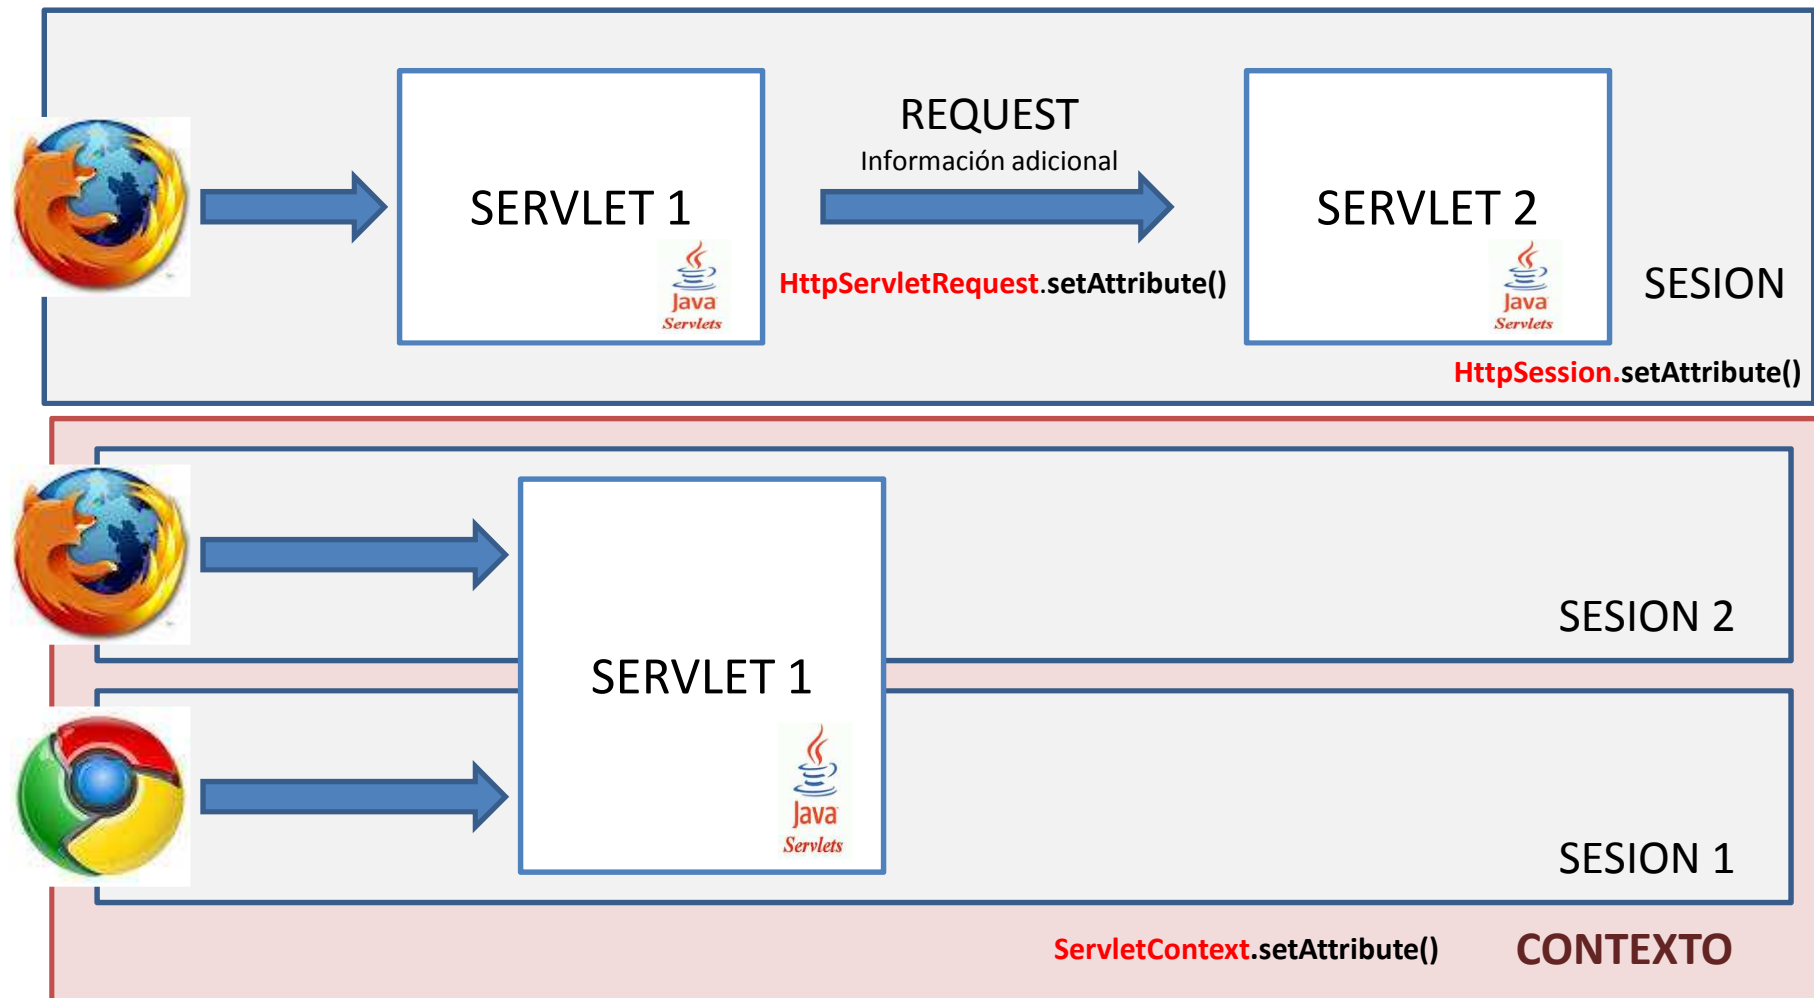 REQUEST
Información adicional
SERVLET 1
SERVLET 2
Java
Servlets
HttpServletRequest.setAttribute()
Java
Servlets
SESION
HttpSession.setAttribute()
SESION 2
SERVLET 1
Java
Servlets
SESION 1
ServletContext.setAttribute()
CONTEXTO